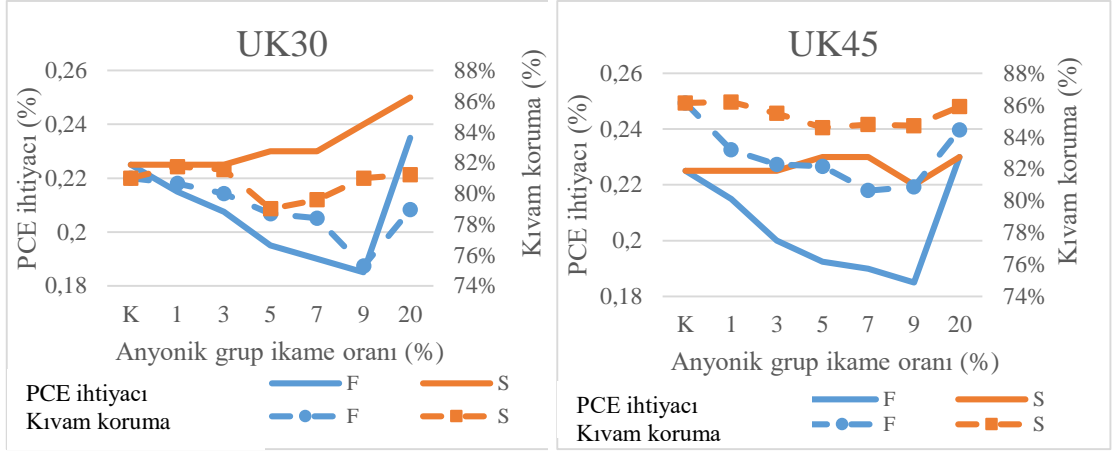 UK30
PCE ihtiyacı (%)
0,26
0,24
0,22
0,2
0,18
88%
86%
84%
82%
80%
78%
76%
74%
Kıvam koruma (%)
K 1 3 5 7 9 20
Anyonik grup ikame oranı (%)
PCE ihtiyacı F S
Kıvam koruma F S
UK45
PCE ihtiyacı (%)
0,26
0,24
0,22
0,2
0,18
88%
86%
84%
82%
80%
78%
76%
74%
Kıvam koruma (%)
K 1 3 5 7 9 20
Anyonik grup ikame oranı (%)
PCE ihtiyacı F S
Kıvam koruma F S